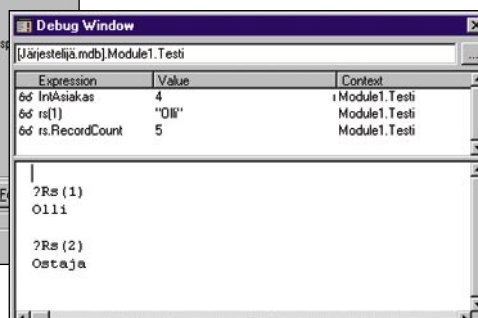 Debug Window
[Järjestelijä.mdb].Module1.Testi
...
Expression Value Context
IntAsiakas 4 Module1.Testi
rs(1) "Olli" Module1.Testi
rs.RecordCount 5 Module1.Testi
?Rs(1)
Olli
?Rs(2)
Ostaja